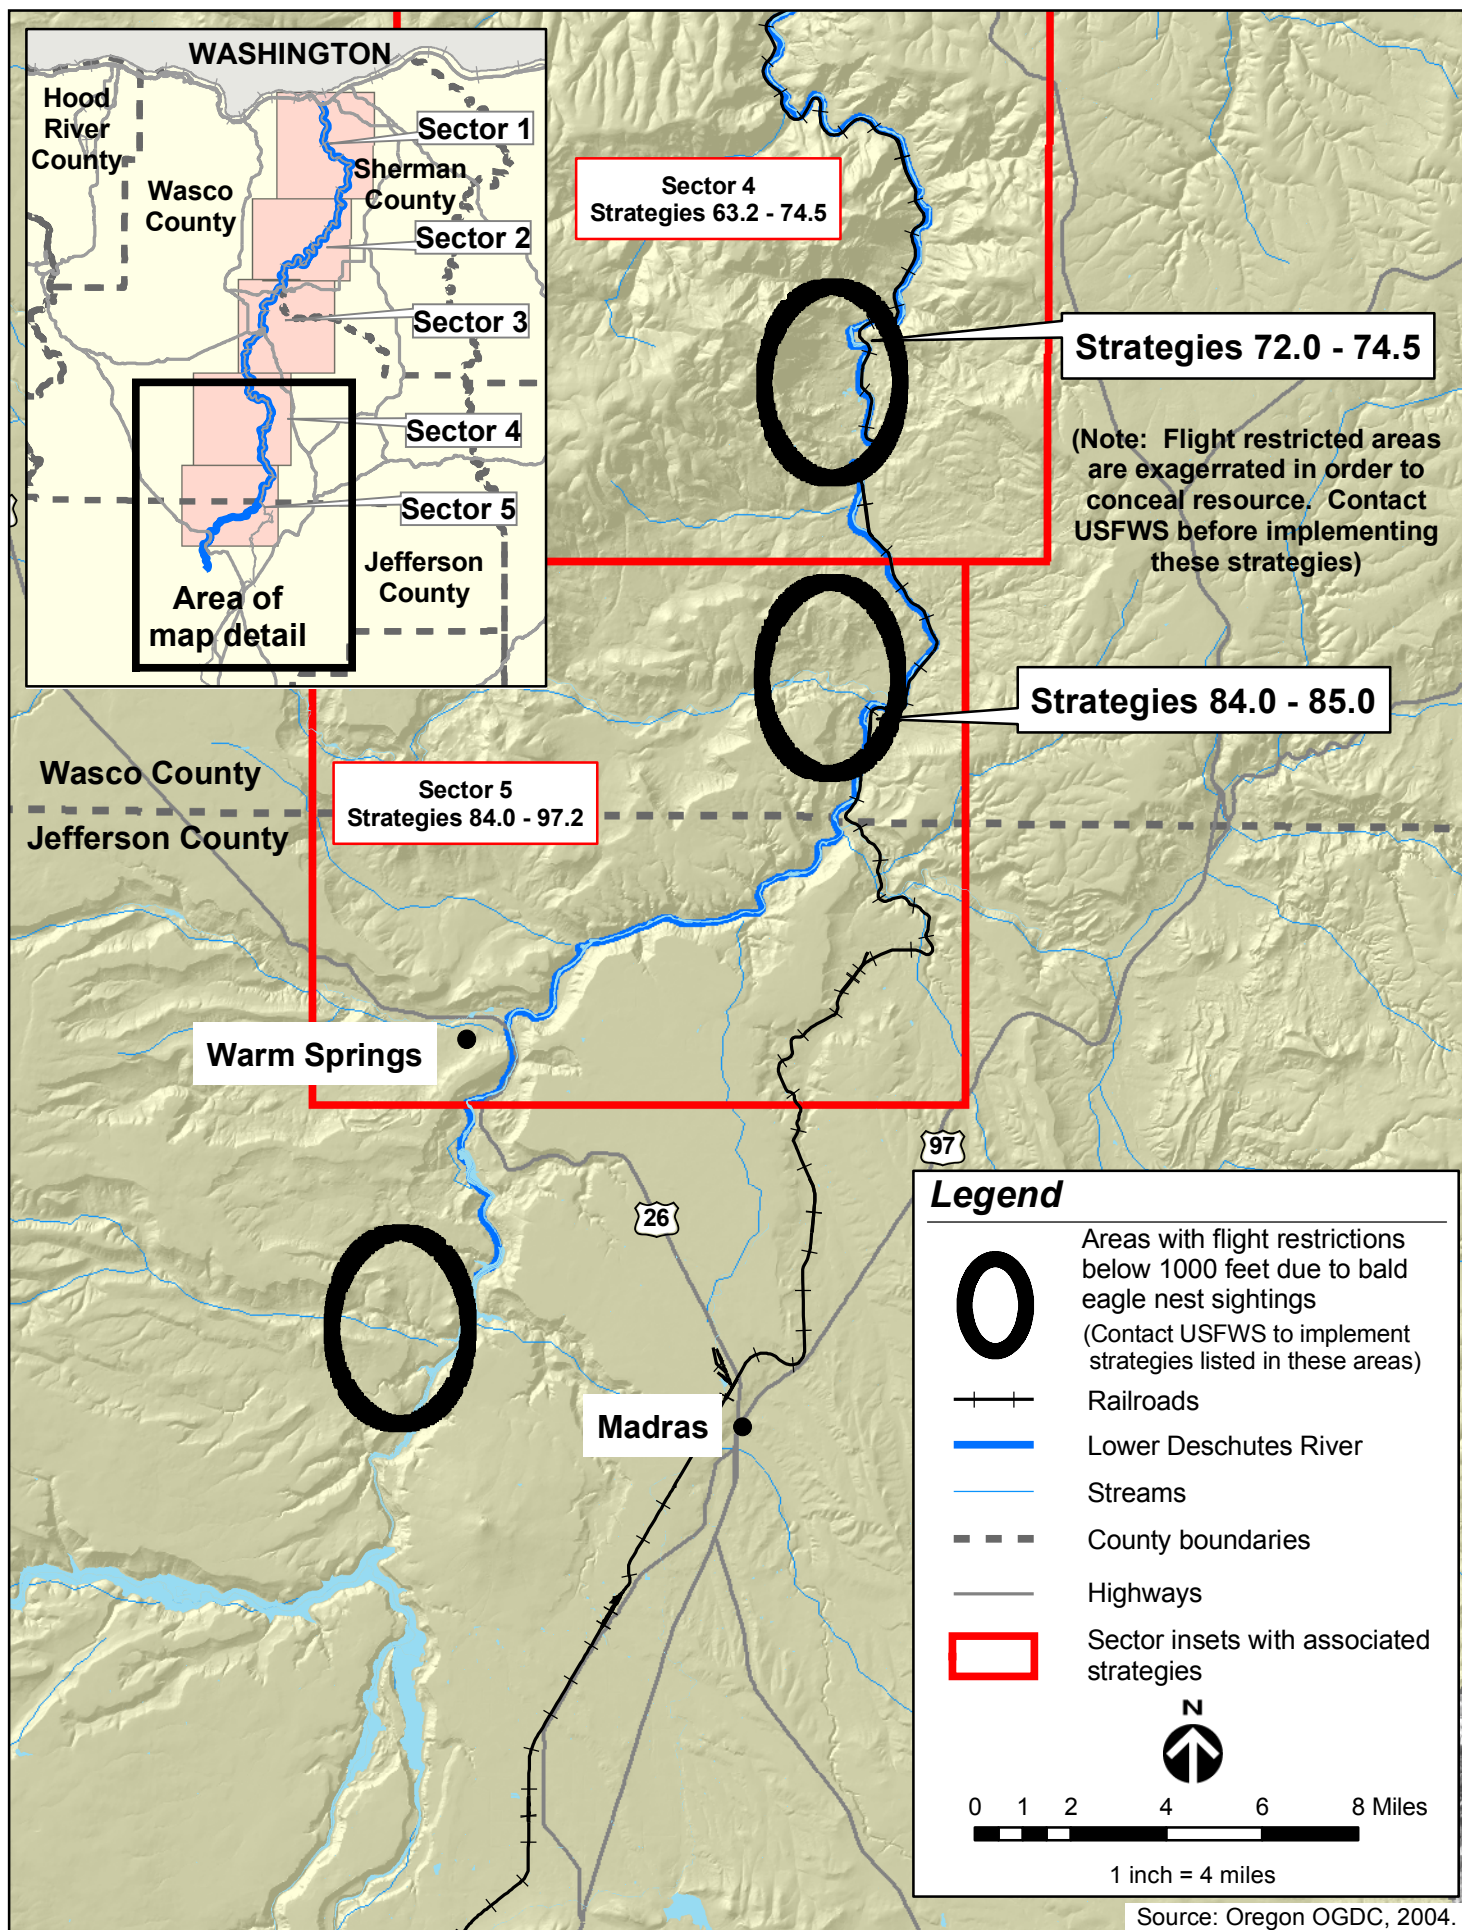 WASHINGTON
Hood
River
County
Wasco
County
Sector 1
Sherman
County
Sector 2
Sector 3
Sector 4
Sector 5
Jefferson
County
Area of
map detail
Sector 4
Strategies 63.2 - 74.5
Strategies 72.0 - 74.5
(Note: Flight restricted areas
are exagerrated in order to
conceal resource. Contact
USFWS before implementing
these strategies)
Strategies 84.0 - 85.0
Wasco County
Jefferson County
Sector 5
Strategies 84.0 - 97.2
Warm Springs
97
26
Madras
Legend
Areas with flight restrictions
below 1000 feet due to bald
eagle nest sightings
(Contact USFWS to implement
strategies listed in these areas)
Railroads
Lower Deschutes River
Streams
County boundaries
Highways
Sector insets with associated
strategies
N
0 1 2 4 6 8 Miles
1 inch = 4 miles
Source: Oregon OGDC, 2004.